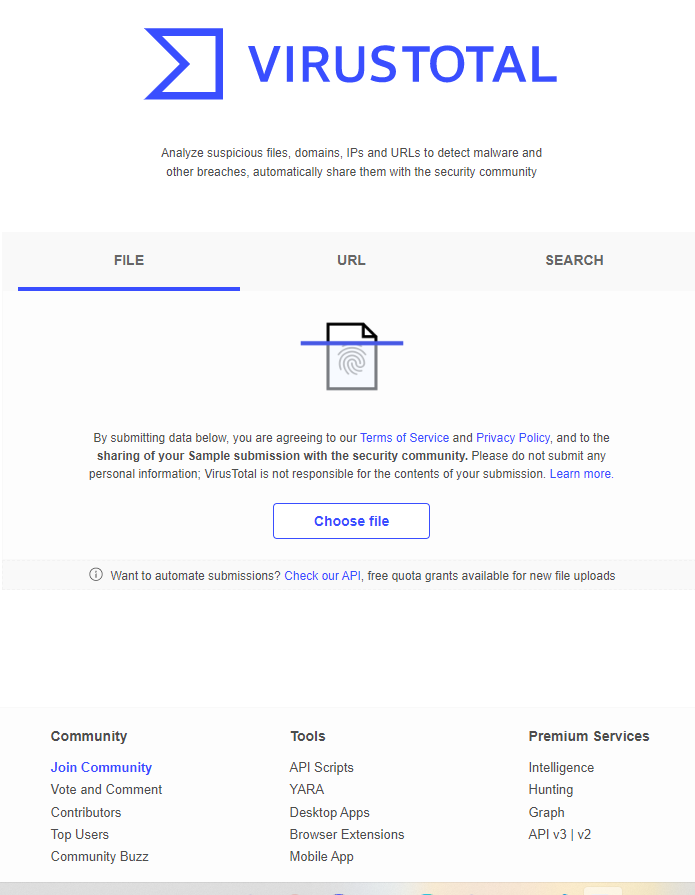 VIRUSTOTAL
Analyze suspicious files, domains, IPs and URLs to detect malware and
other breaches, automatically share them with the security community
FILE
URL
SEARCH
By submitting data below, you are agreeing to our Terms of Service and Privacy Policy, and to the
sharing of your Sample submission with the security community. Please do not submit any
personal information; VirusTotal is not responsible for the contents of your submission. Learn more.
Choose file
Want to automate submissions? Check our API, free quota grants available for new file uploads
Community
Join Community
Vote and Comment
Contributors
Top Users
Community Buzz
Tools
API Scripts
YARA
Desktop Apps
Browser Extensions
Mobile App
Premium Services
Intelligence
Hunting
Graph
API v3 | v2